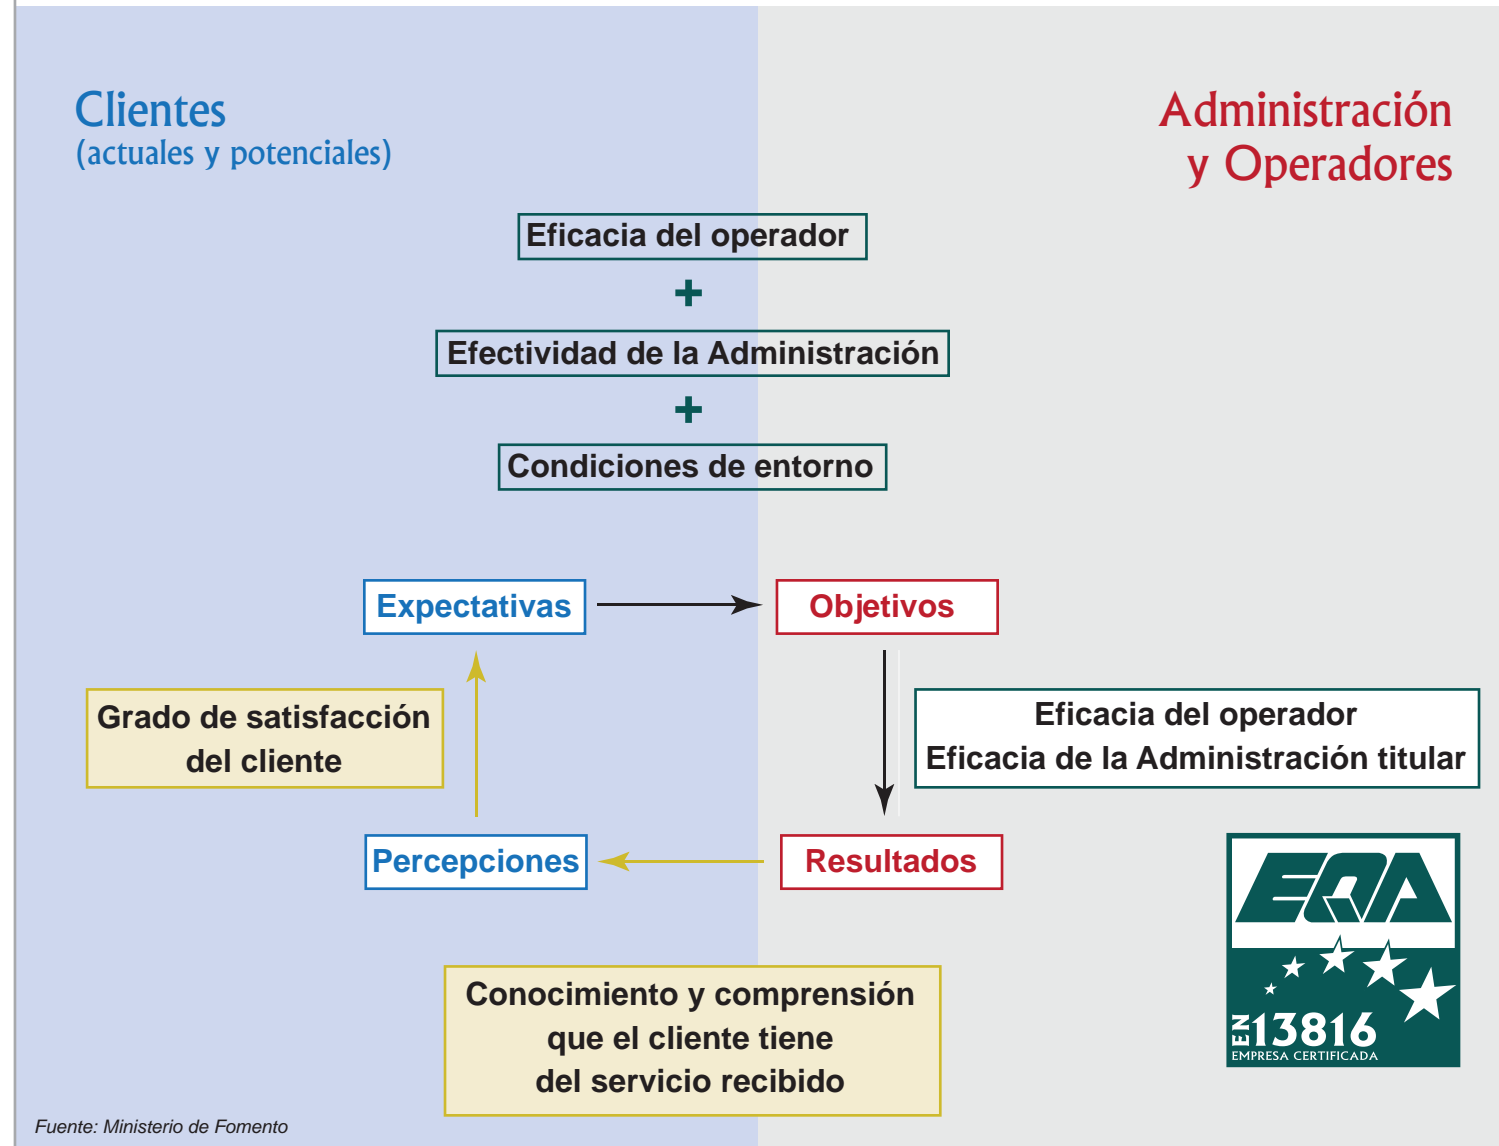 Clientes
(actuales y potenciales)
Administración
y Operadores
Eficacia del operador
+
Efectividad de la Administración
+
Condiciones de entorno
Expectativas
Objetivos
Grado de satisfacción
del cliente
Eficacia del operador
Eficacia de la Administración titular
Percepciones
Resultados
Conocimiento y comprensión
que el cliente tiene
del servicio recibido
EQA
EN 13816
EMPRESA CERTIFICADA
Fuente: Ministerio de Fomento